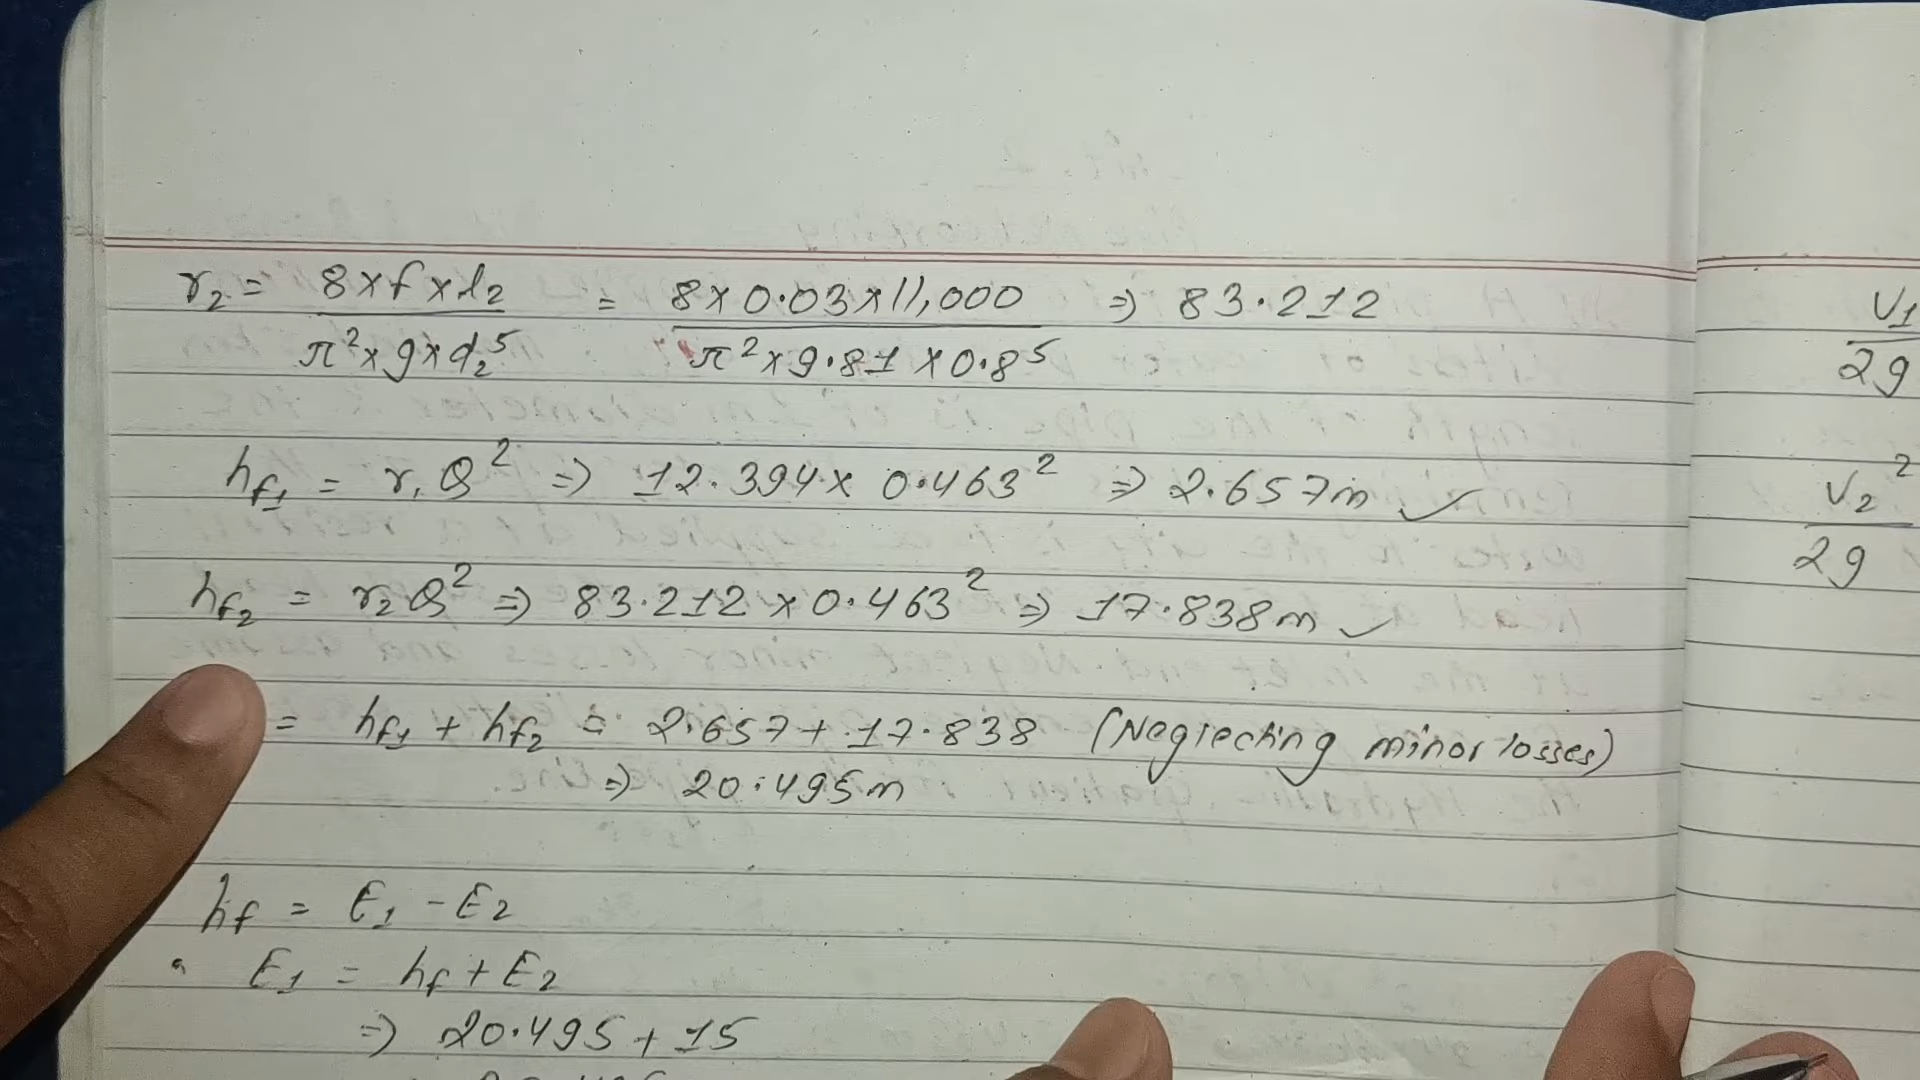 r₂ = 8×f×l₂ / π²×g×d₂⁵ = 8×0.03×11,000 / π²×9.81×0.8⁵ ⇒ 83.212
hf₁ = r₁Q² ⇒ 12.394× 0.463² ⇒ 2.657m ✓
hf₂ = r₂Q² ⇒ 83.212×0.463² ⇒ 17.838m ✓
= hf₁ + hf₂ = 2.657+17.838 (Neglecting minor losses)
⇒ 20.495m
hf = E₁ - E₂
E₁ = hf + E₂
⇒ 20.495 + 15
V₁
2g
V₂²
2g